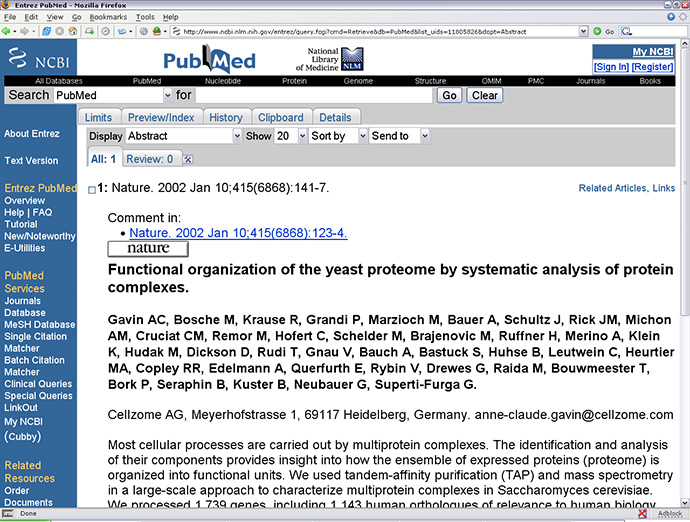 Entrez PubMed - Mozilla Firefox
File Edit View Go Bookmarks Tools Help
http://www.ncbi.nlm.nih.gov/entrez/query.fcgi?cmd=Retrieve&db=PubMed&list_uids=11805826&dopt=Abstract
Go
NCBI
PubMed
National Library of Medicine NLM
My NCBI
[Sign In] [Register]
All Databases PubMed Nucleotide Protein Genome Structure OMIM PMC Journals Books
Search PubMed for Go Clear
Limits Preview/Index History Clipboard Details
Display Abstract Show 20 Sort by Send to
All: 1 Review: 0
About Entrez
Text Version
Entrez PubMed
Overview
Help | FAQ
Tutorial
New/Noteworthy
E-Utilities
PubMed
Services
Journals
Database
MeSH Database
Single Citation
Matcher
Batch Citation
Matcher
Clinical Queries
Special Queries
LinkOut
My NCBI
(Cubby)
Related
Resources
Order
Documents
1: Nature. 2002 Jan 10;415(6868):141-7.
Related Articles, Links
Comment in:
• Nature. 2002 Jan 10;415(6868):123-4.
nature
Functional organization of the yeast proteome by systematic analysis of protein
complexes.
Gavin AC, Bosche M, Krause R, Grandi P, Marzioch M, Bauer A, Schultz J, Rick JM, Michon
AM, Cruciat CM, Remor M, Hofert C, Schelder M, Brajenovic M, Ruffner H, Merino A, Klein
K, Hudak M, Dickson D, Rudi T, Gnau V, Bauch A, Bastuck S, Huhse B, Leutwein C, Heurtier
MA, Copley RR, Edelmann A, Querfurth E, Rybin V, Drewes G, Raida M, Bouwmeester T,
Bork P, Seraphin B, Kuster B, Neubauer G, Superti-Furga G.
Cellzome AG, Meyerhofstrasse 1, 69117 Heidelberg, Germany. anne-claude.gavin@cellzome.com
Most cellular processes are carried out by multiprotein complexes. The identification and analysis
of their components provides insight into how the ensemble of expressed proteins (proteome) is
organized into functional units. We used tandem-affinity purification (TAP) and mass spectrometry
in a large-scale approach to characterize multiprotein complexes in Saccharomyces cerevisiae.
We processed 1,739 genes, including 1,143 human orthologues of relevance to human biology
Done
Adblock